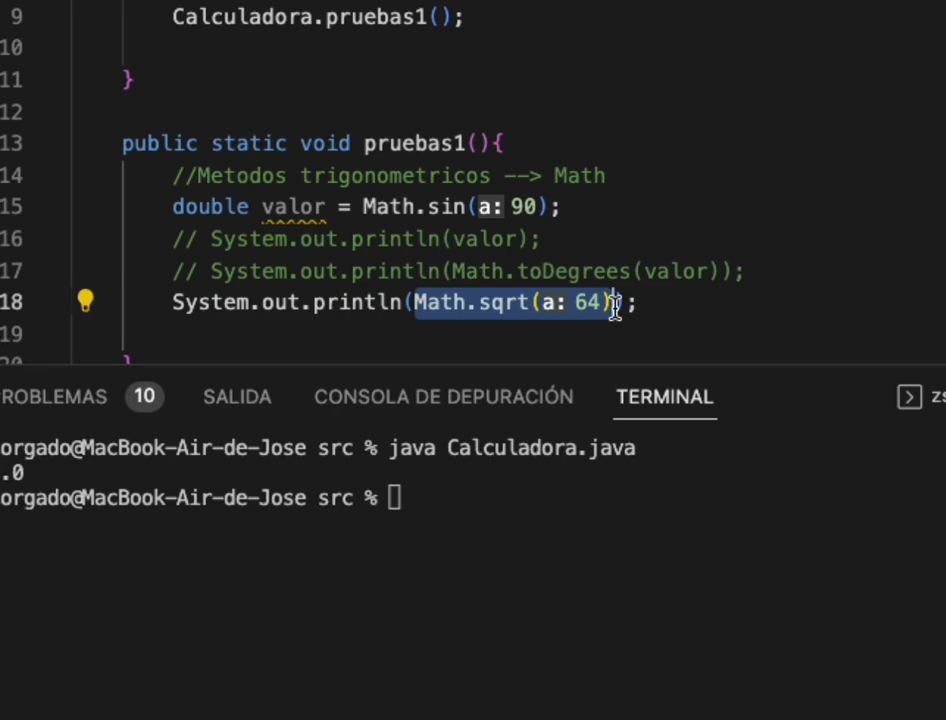 9 Calculadora.pruebas1();
10
11 }
12
13 public static void pruebas1(){
14 //Metodos trigonometricos --> Math
15 double valor = Math.sin(a: 90);
16 // System.out.println(valor);
17 // System.out.println(Math.toDegrees(valor));
18 System.out.println(Math.sqrt(a: 64));
19
20 }
ROBLEMAS 10 SALIDA CONSOLA DE DEPURACIÓN TERMINAL zs
orgado@MacBook-Air-de-Jose src % java Calculadora.java
.0
orgado@MacBook-Air-de-Jose src %